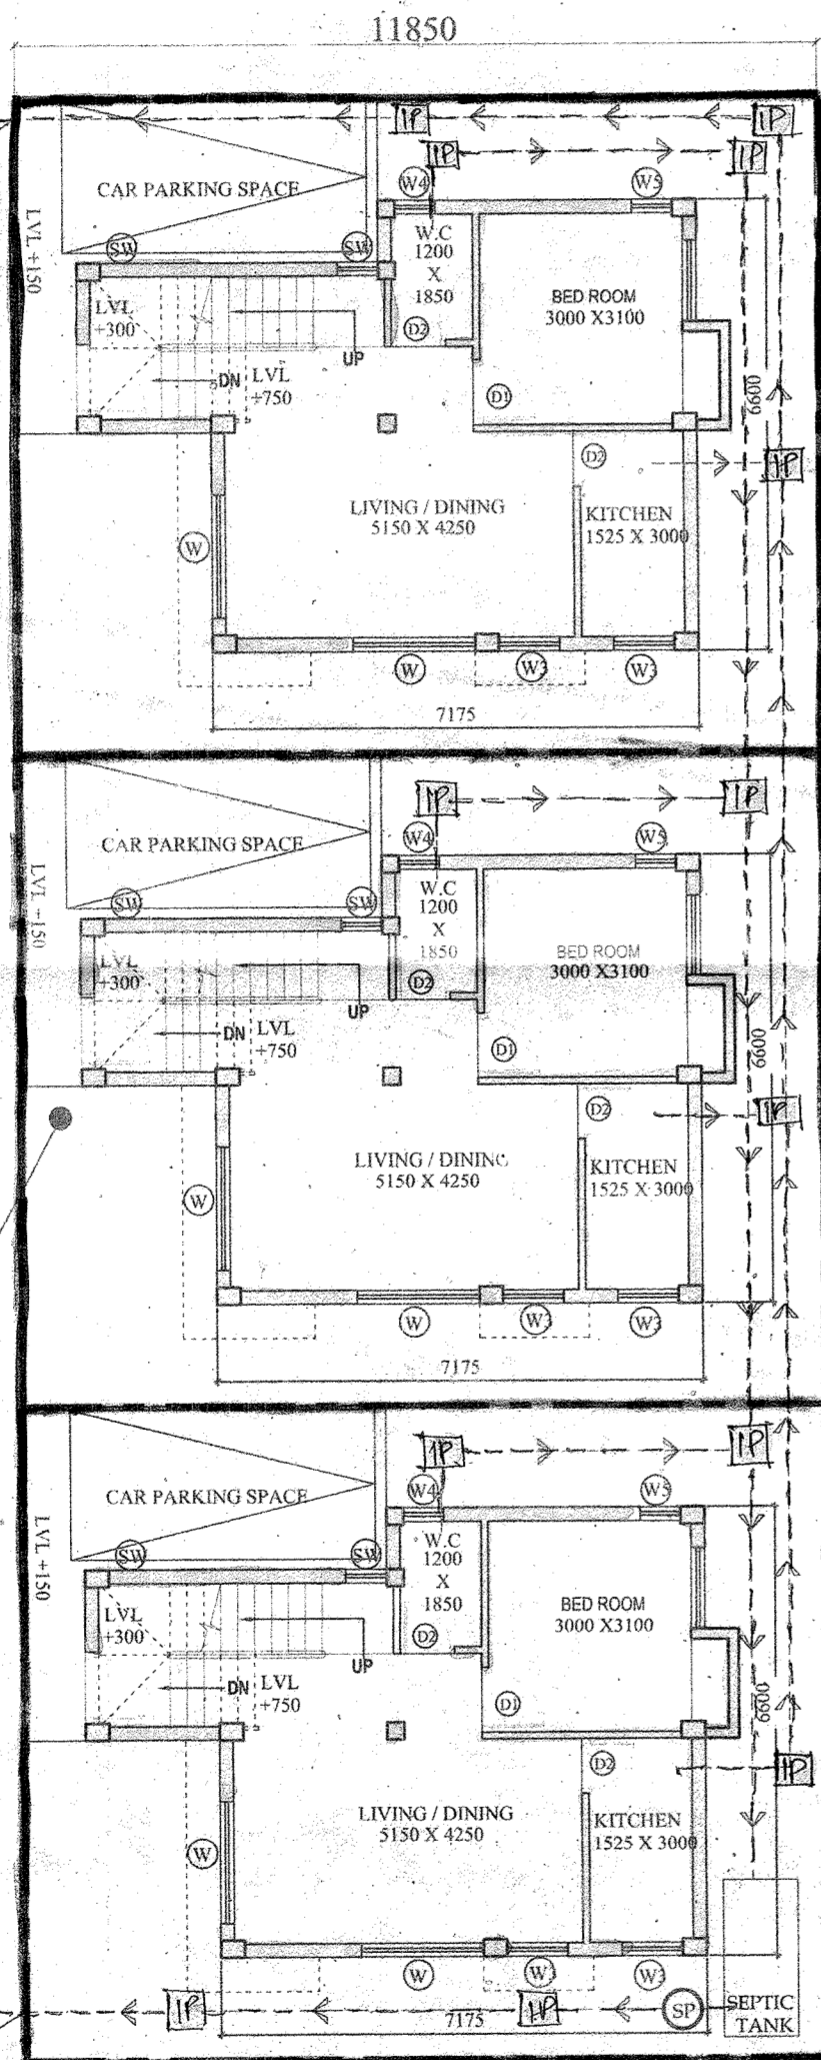 11850
IP
IP
IP
IP
W4
W5
CAR PARKING SPACE
LVL +150
SW
SW
W.C
1200
X
1850
D2
BED ROOM
3000 X3100
LVL
+300
UP
DN
LVL
+750
D1
6600
D2
IP
LIVING / DINING
5150 X 4250
KITCHEN
1525 X 3000
W
W
W3
W3
7175
IP
IP
W4
W5
CAR PARKING SPACE
LVL +150
SW
SW
W.C
1200
X
1850
D2
BED ROOM
3000 X3100
LVL
+300
UP
DN
LVL
+750
D1
6600
D2
IP
LIVING / DINING
5150 X 4250
KITCHEN
1525 X 3000
W
W
W3
W3
7175
IP
IP
W4
W5
CAR PARKING SPACE
LVL +150
SW
SW
W.C
1200
X
1850
D2
BED ROOM
3000 X3100
LVL
+300
UP
DN
LVL
+750
D1
6600
D2
IP
LIVING / DINING
5150 X 4250
KITCHEN
1525 X 3000
W
W
W3
IP
7175
IP
SP
SEPTIC
TANK